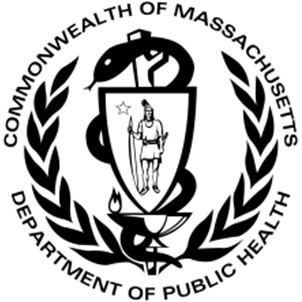 COMMONWEALTH OF MASSACHUSETTS
DEPARTMENT OF PUBLIC HEALTH